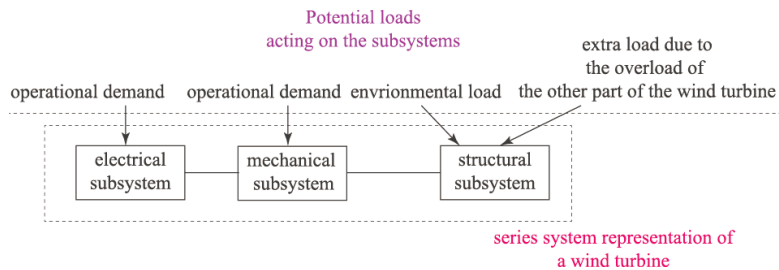 Potential loads
acting on the subsystems
extra load due to
the overload of
operational demand operational demand envrionmental load the other part of the wind turbine
electrical
subsystem
mechanical
subsystem
structural
subsystem
series system representation of
a wind turbine